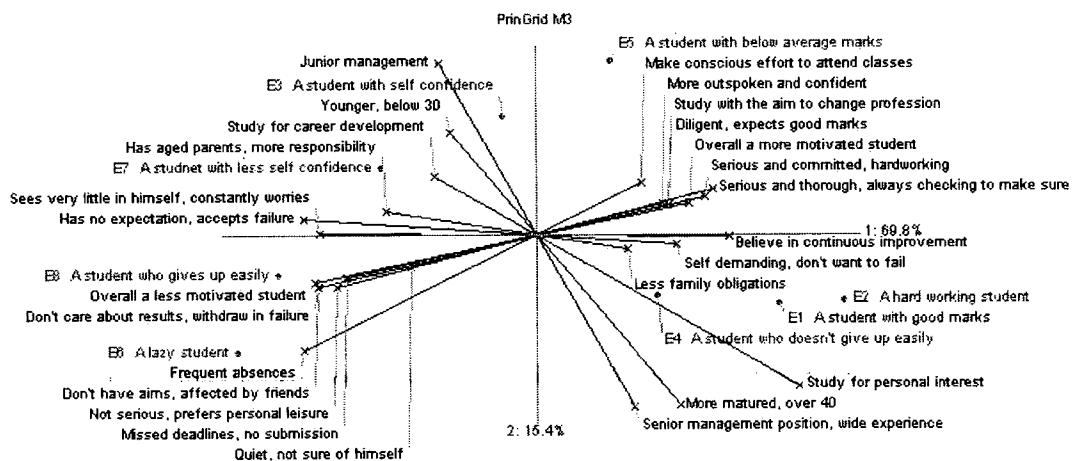 PrinGrid M3
Junior management
E3 A student with self confidence
Younger, below 30
Study for career development
Has aged parents, more responsibility
E7 A studnet with less self confidence
Sees very little in himself, constantly worries
Has no expectation, accepts failure
E8 A student who gives up easily
Overall a less motivated student
Don't care about results, withdraw in failure
E6 A lazy student
Frequent absences
Don't have aims, affected by friends
Not serious, prefers personal leisure
Missed deadlines, no submission
Quiet, not sure of himself
E5 A student with below average marks
Make conscious effort to attend classes
More outspoken and confident
Study with the aim to change profession
Diligent, expects good marks
Overall a more motivated student
Serious and committed, hardworking
Serious and thorough, always checking to make sure
1: 69.8%
Believe in continuous improvement
Self demanding, don't want to fail
Less family obligations
E2 A hard working student
E1 A student with good marks
E4 A student who doesn't give up easily
Study for personal interest
More matured, over 40
Senior management position, wide experience
2: 15.4%